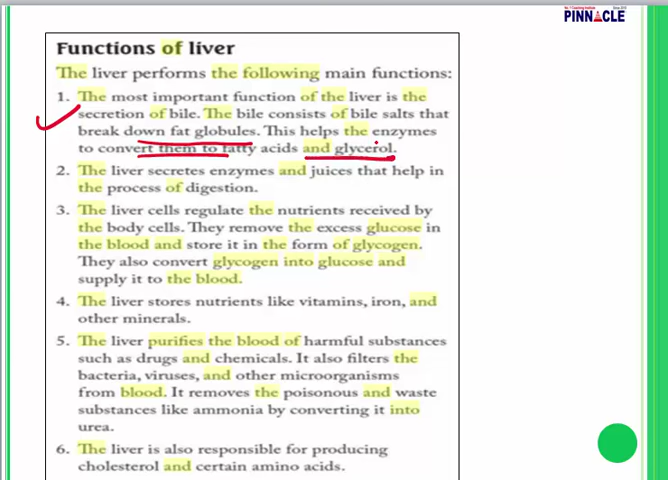 PINNACLE
Functions of liver
The liver performs the following main functions:
1. The most important function of the liver is the
secretion of bile. The bile consists of bile salts that
break down fat globules. This helps the enzymes
to convert them to fatty acids and glycerol.
2. The liver secretes enzymes and juices that help in
the process of digestion.
3. The liver cells regulate the nutrients received by
the body cells. They remove the excess glucose in
the blood and store it in the form of glycogen.
They also convert glycogen into glucose and
supply it to the blood.
4. The liver stores nutrients like vitamins, iron, and
other minerals.
5. The liver purifies the blood of harmful substances
such as drugs and chemicals. It also filters the
bacteria, viruses, and other microorganisms
from blood. It removes the poisonous and waste
substances like ammonia by converting it into
urea.
6. The liver is also responsible for producing
cholesterol and certain amino acids.